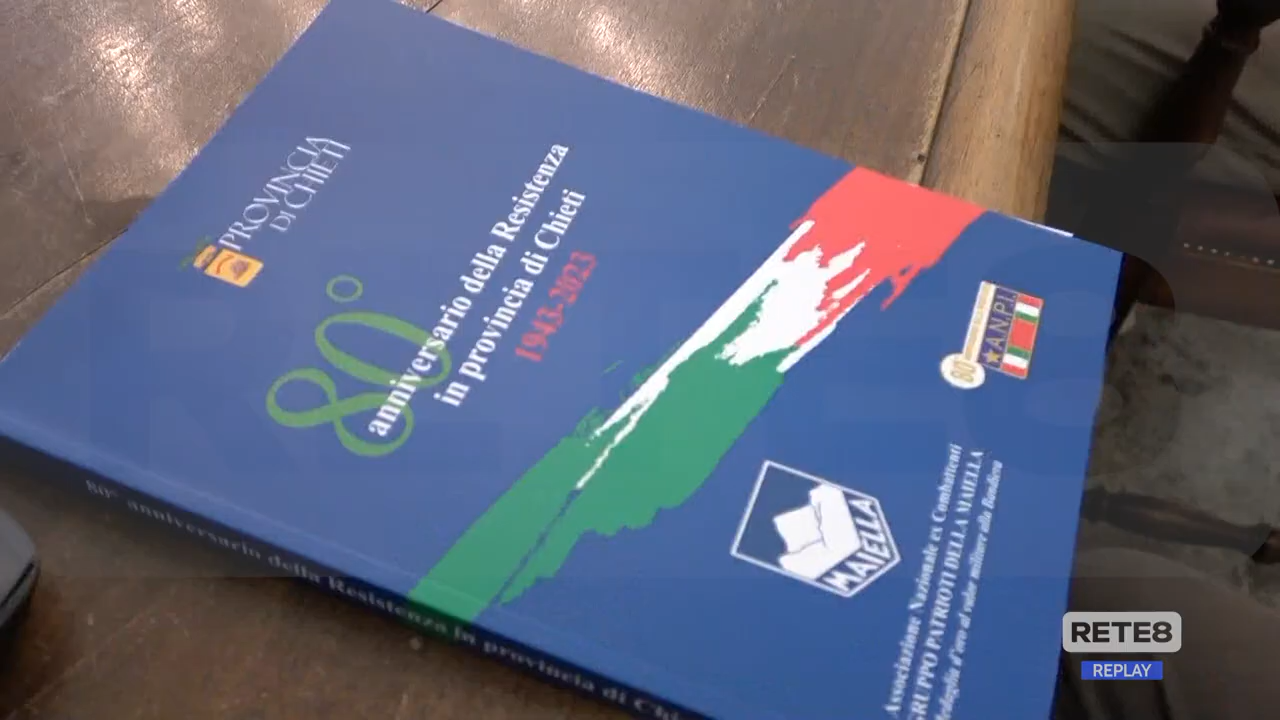 PROVINCIA
DI CHIETI
80°
anniversario della Resistenza
in provincia di Chieti
1943-2023
A.N.P.I.
80°
MAIELLA
Associazione Nazionale ex Combattenti
GRUPPO PATRIOTI DELLA MAIELLA
Medaglia d'oro al valor militare alla bandiera
80° anniversario della Resistenza in provincia di
RETE8
REPLAY